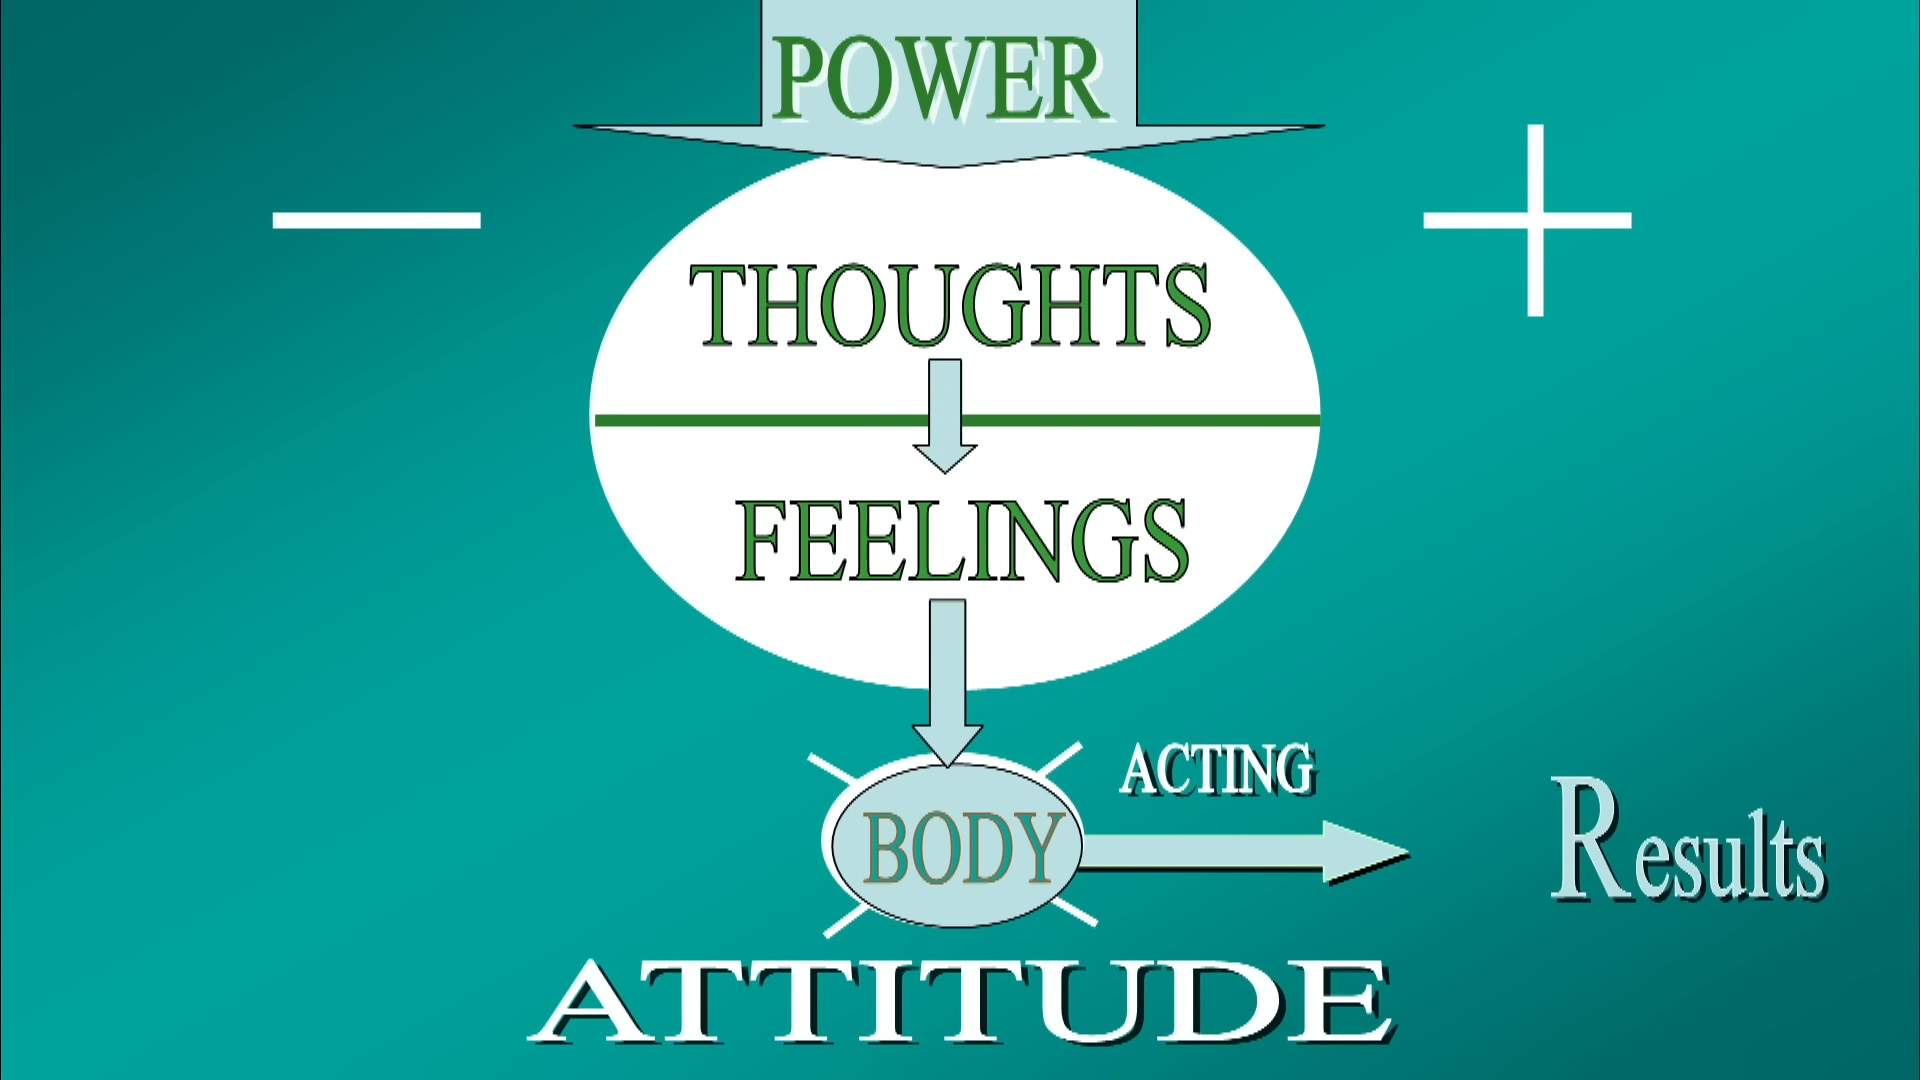 POWER
— +
THOUGHTS
FEELINGS
ACTING
BODY Results
ATTITUDE